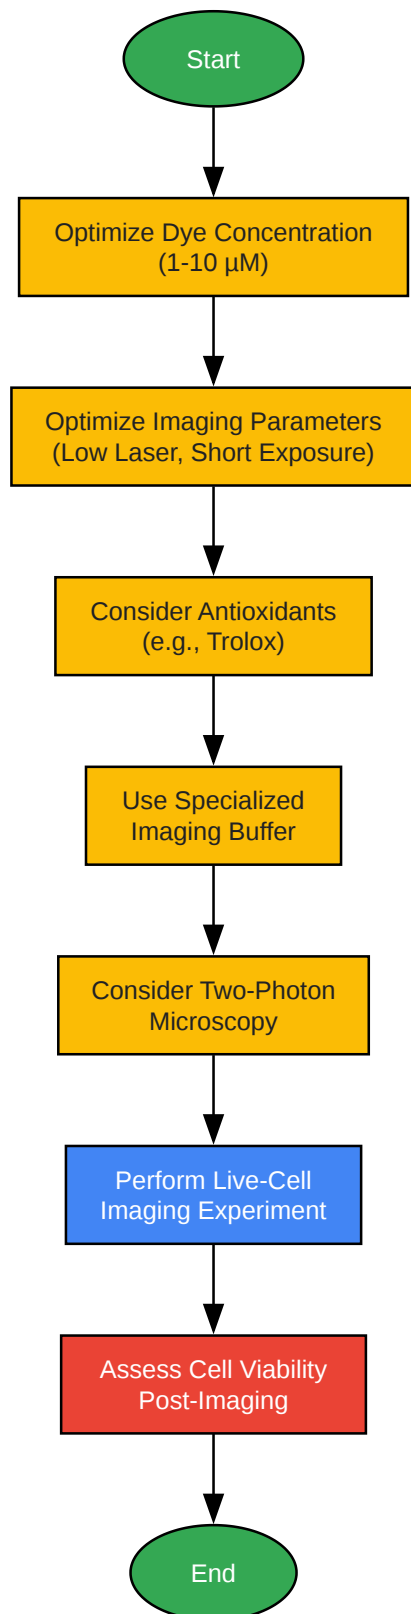 Start
Optimize Dye Concentration
(1-10 µM)
Optimize Imaging Parameters
(Low Laser, Short Exposure)
Consider Antioxidants
(e.g., Trolox)
Use Specialized
Imaging Buffer
Consider Two-Photon
Microscopy
Perform Live-Cell
Imaging Experiment
Assess Cell Viability
Post-Imaging
End